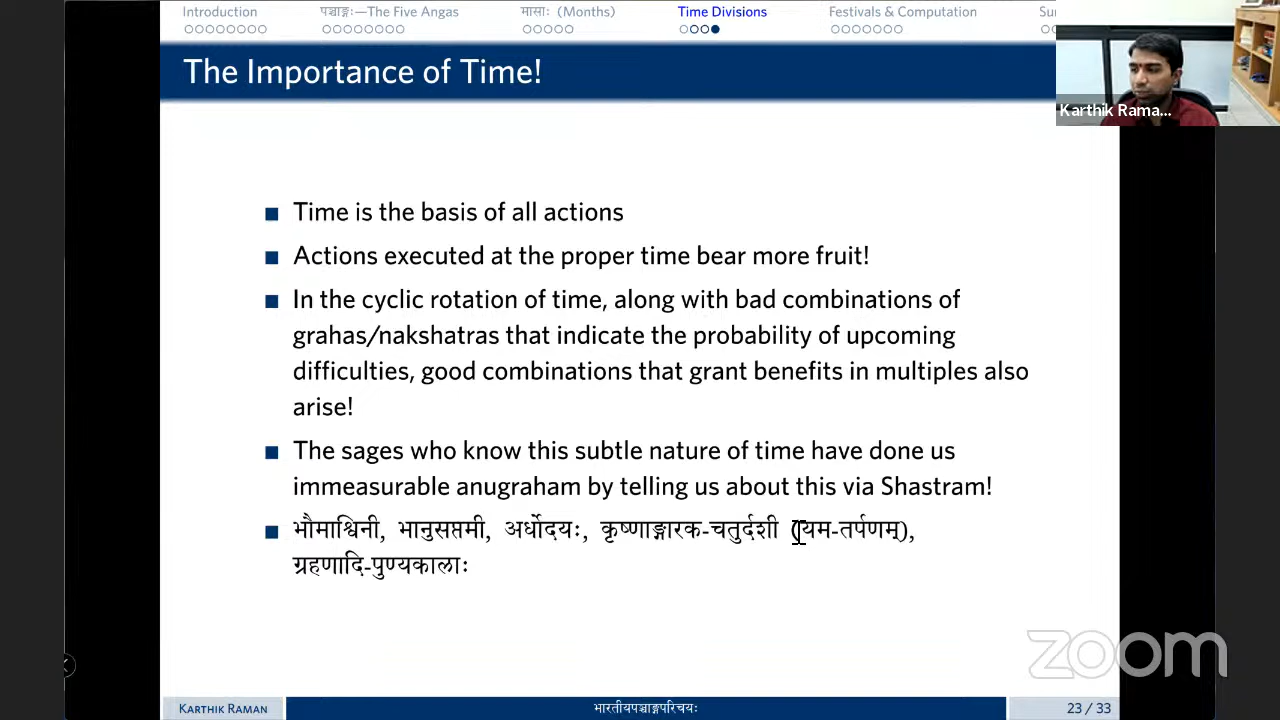 Introduction
पञ्चाङ्गः—The Five Angas
मासाः (Months)
Time Divisions
Festivals & Computation
Su
The Importance of Time!
Karthik Rama...
Time is the basis of all actions
Actions executed at the proper time bear more fruit!
In the cyclic rotation of time, along with bad combinations of
grahas/nakshatras that indicate the probability of upcoming
difficulties, good combinations that grant benefits in multiples also
arise!
The sages who know this subtle nature of time have done us
immeasurable anugraham by telling us about this via Shastram!
भौमाश्विनी, भानुसप्तमी, अर्धोदयः, कृष्णाङ्गारक-चतुर्दशी (यम-तर्पणम्),
ग्रहणादि-पुण्यकालाः
zoom
KARTHIK RAMAN
भारतीयपञ्चाङ्गपरिचयः
23 / 33